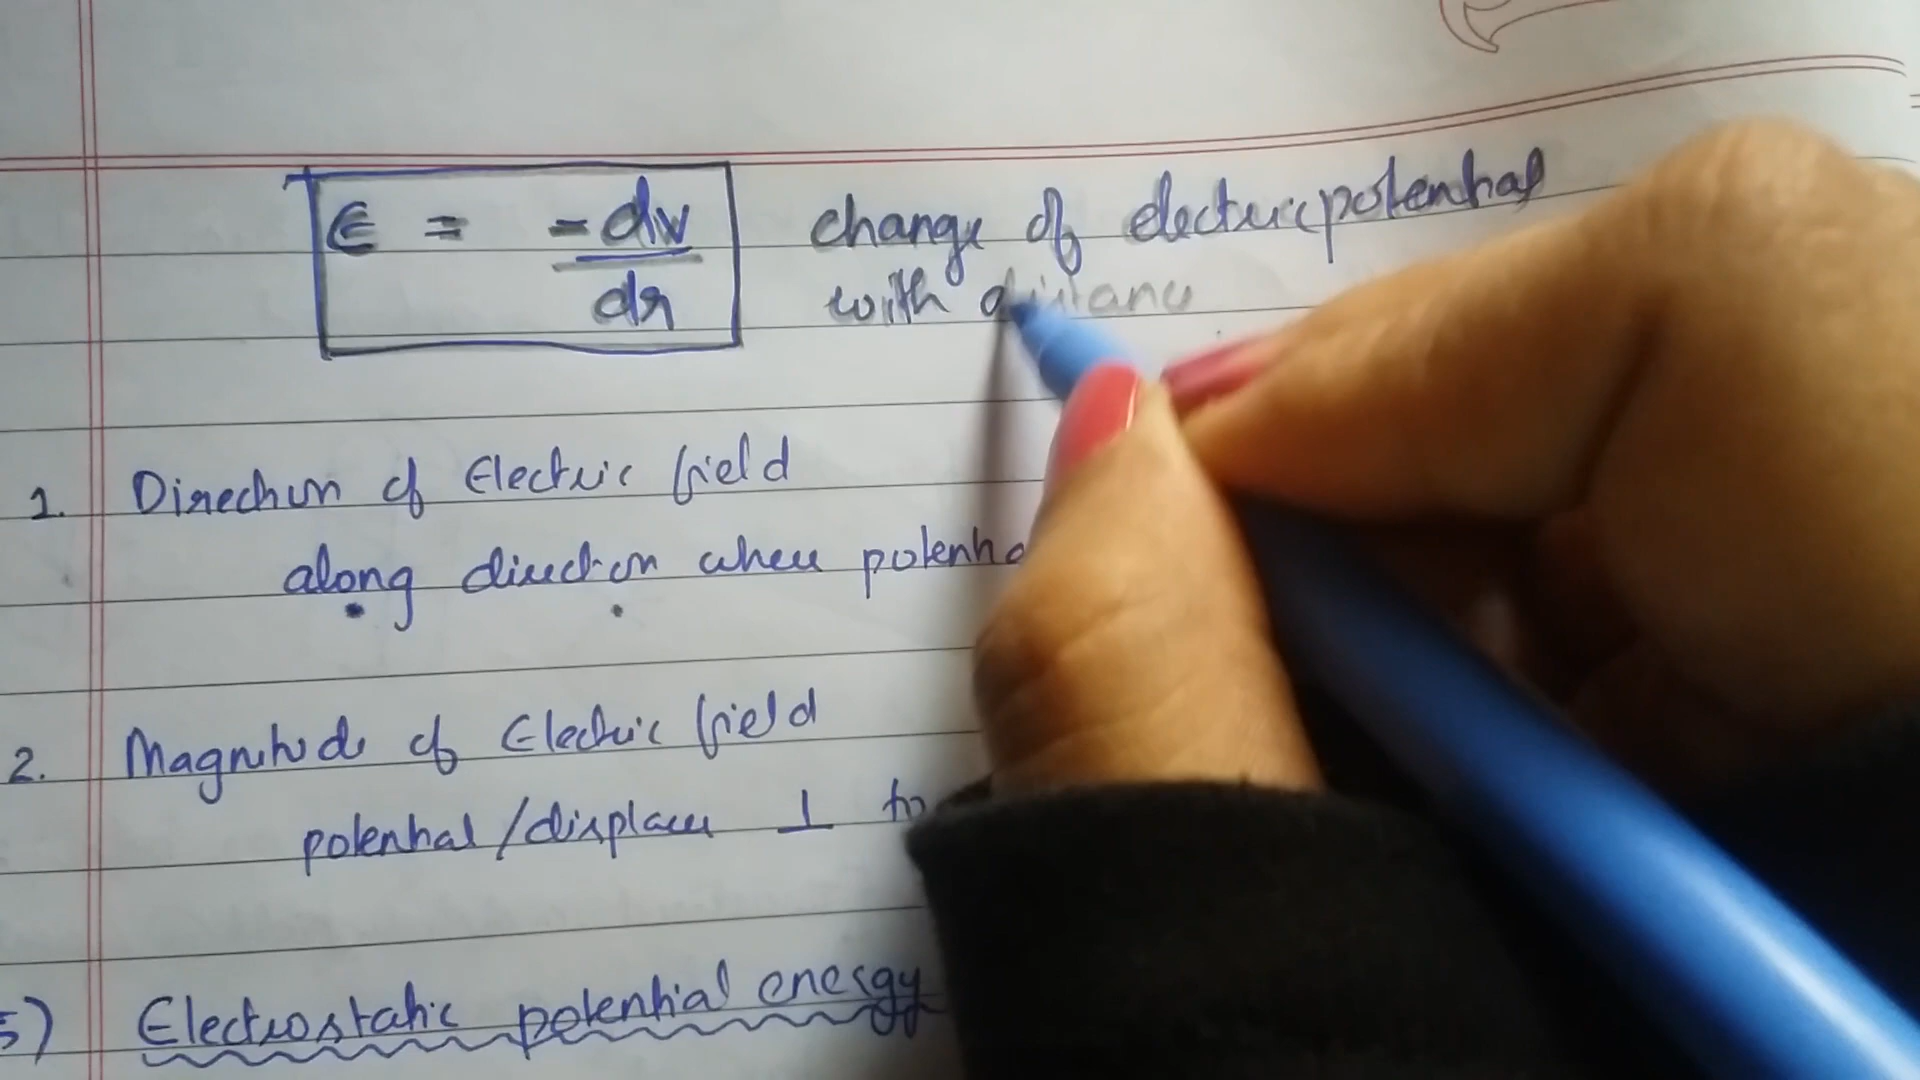 E = -dv/dr change of electric potential
with distance
1. Direction of Electric field
along direction where
2. Magnitude of Electric field
potential/displace ⊥ to
5) Electrostatic potential energy